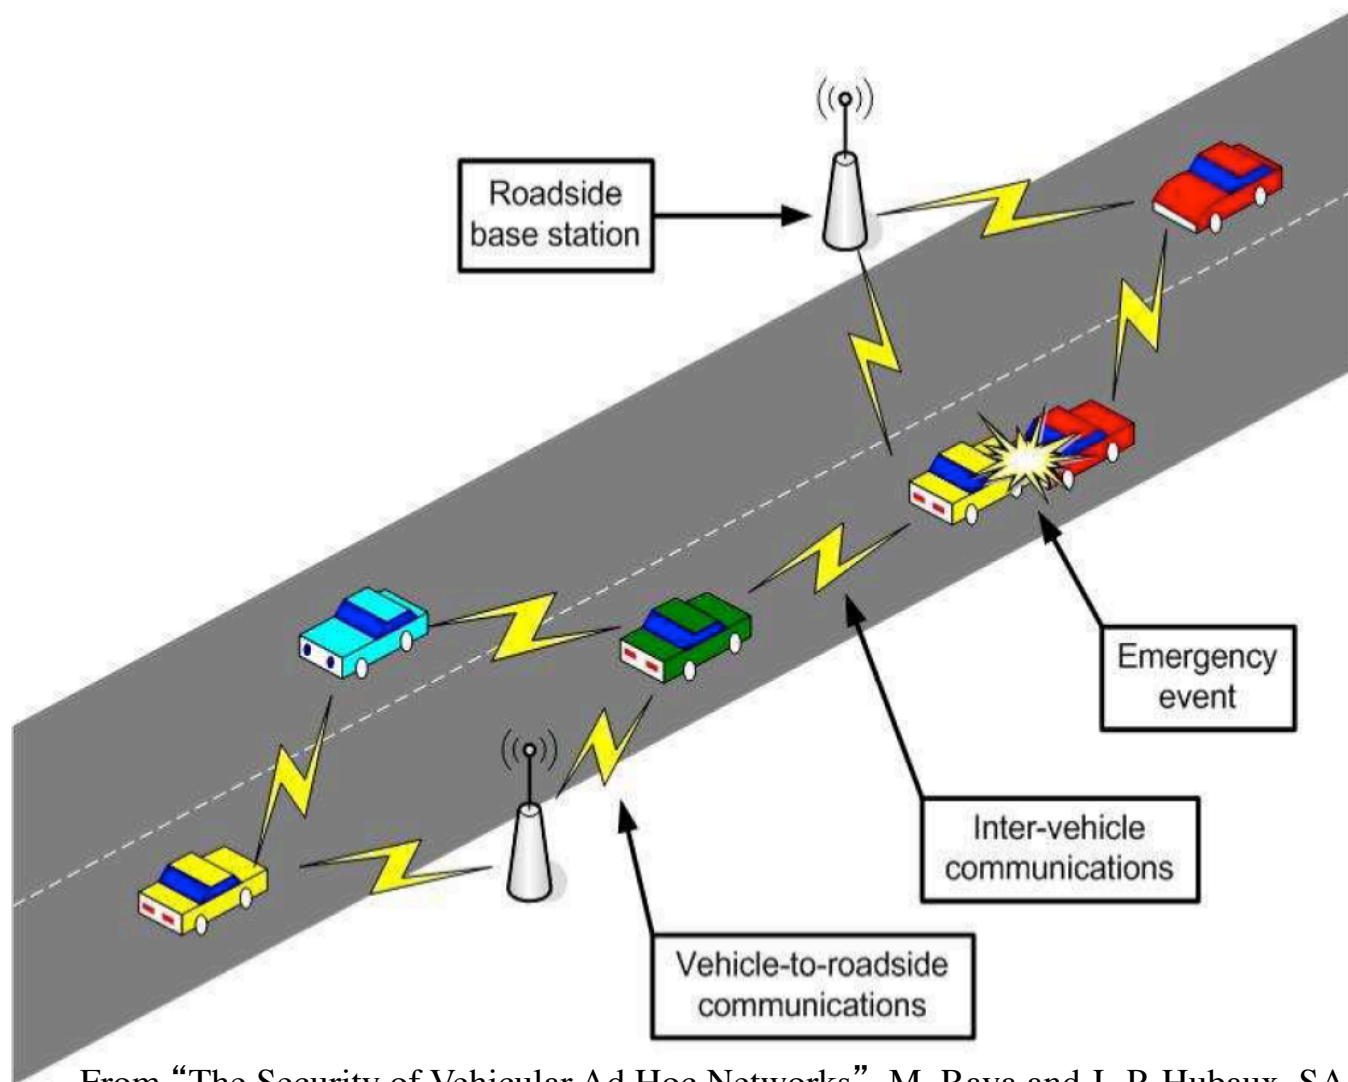 Roadside
base station
Emergency
event
Inter-vehicle
communications
Vehicle-to-roadside
communications
From “The Security of Vehicular Ad Hoc Networks”, M. Raya and J. P. Hubaux, SA